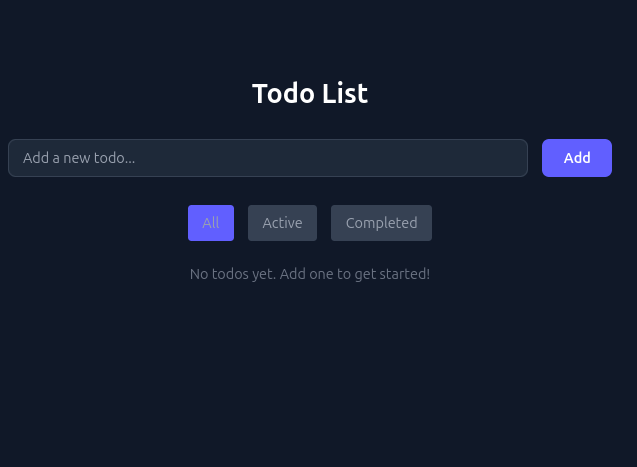 Todo List
Add a new todo...
Add
All
Active
Completed
No todos yet. Add one to get started!